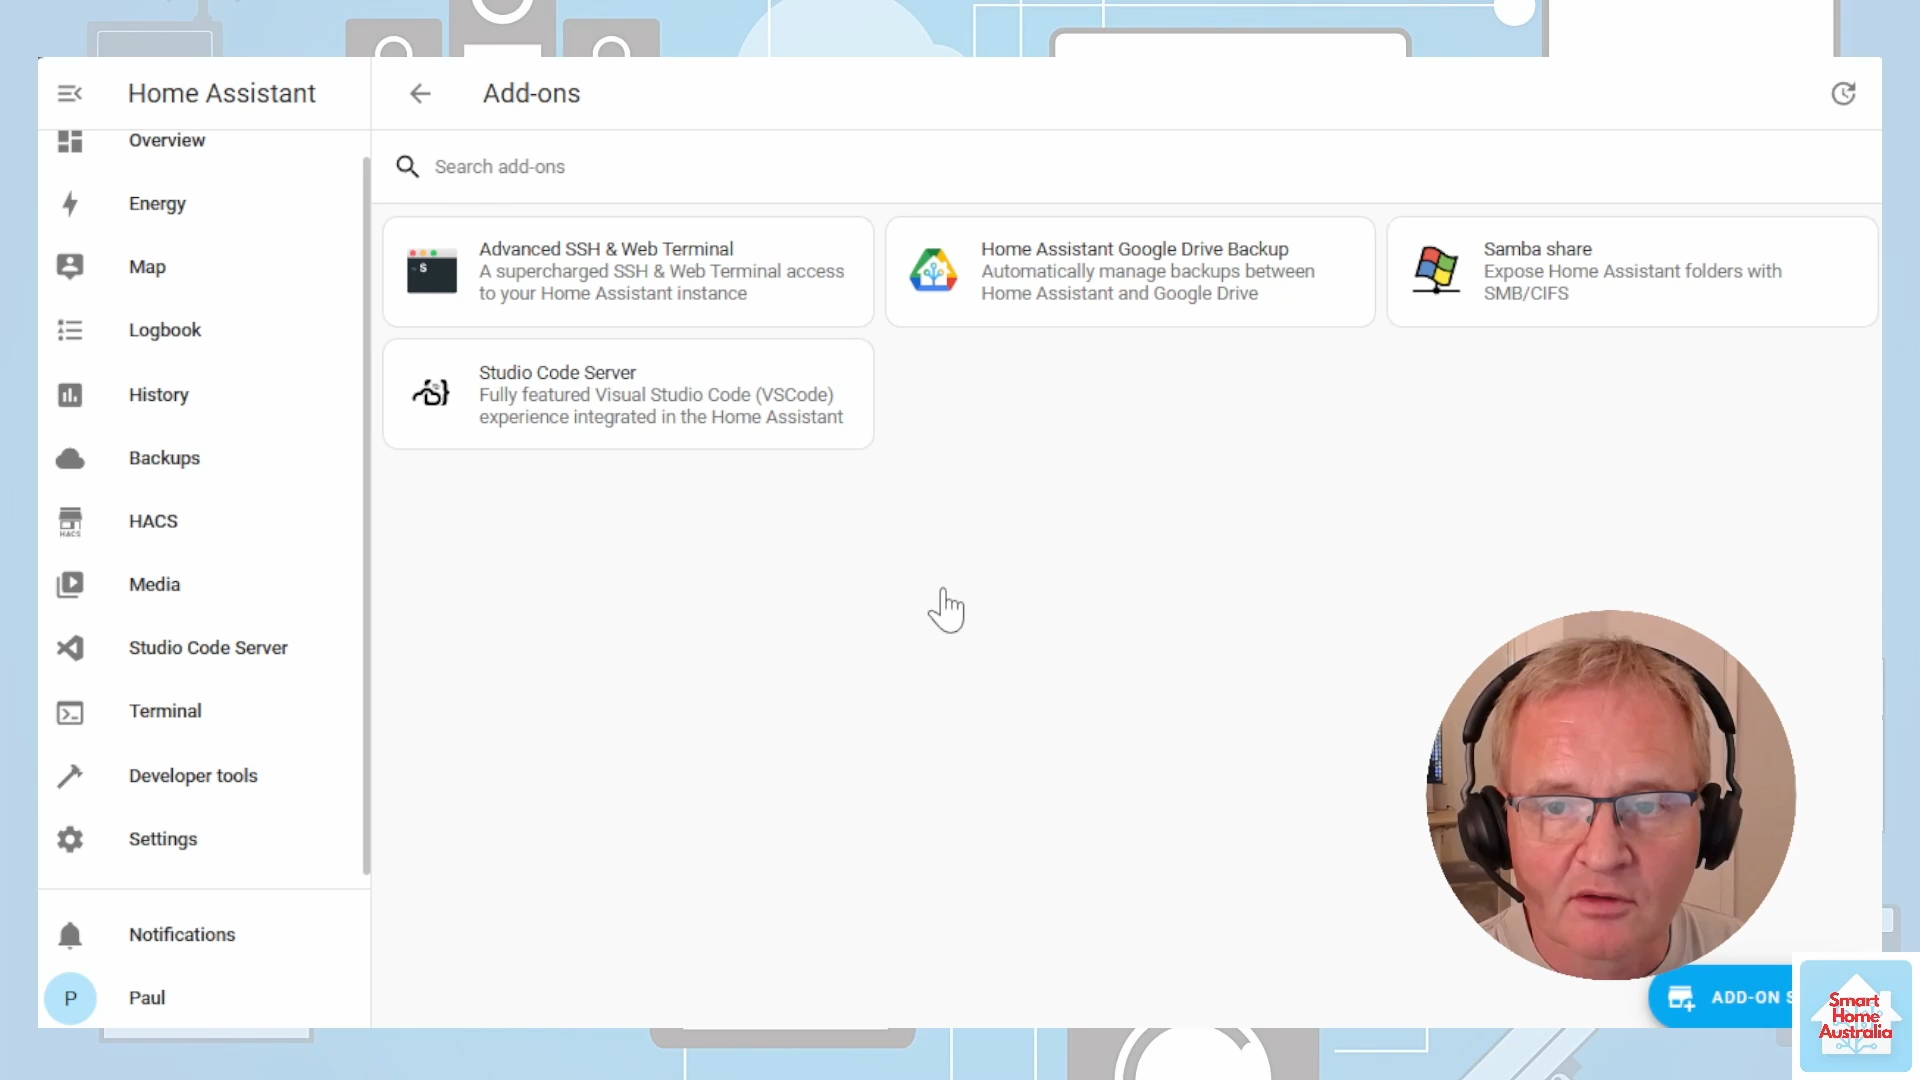 Home Assistant
Overview
Energy
Map
Logbook
History
Backups
HACS
HACS
Media
Studio Code Server
Terminal
Developer tools
Settings
Notifications
P
Paul
Add-ons
Search add-ons
$
Advanced SSH & Web Terminal
A supercharged SSH & Web Terminal access
to your Home Assistant instance
Home Assistant Google Drive Backup
Automatically manage backups between
Home Assistant and Google Drive
Samba share
Expose Home Assistant folders with
SMB/CIFS
Studio Code Server
Fully featured Visual Studio Code (VSCode)
experience integrated in the Home Assistant
ADD-ON S
Smart
Home
Australia